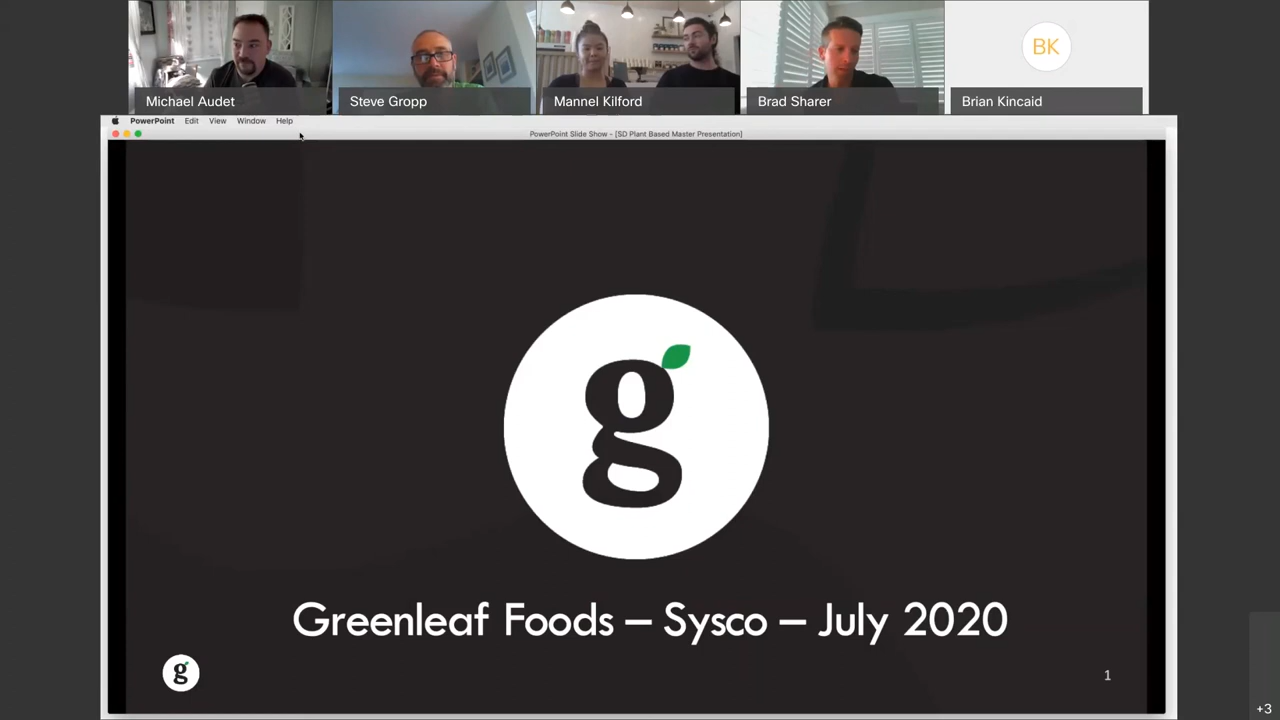 Michael Audet
Steve Gropp
Mannel Kilford
Brad Sharer
BK
Brian Kincaid
PowerPoint Edit View Window Help
PowerPoint Slide Show - [SD Plant Based Master Presentation]
g
Greenleaf Foods – Sysco – July 2020
g
1
+3